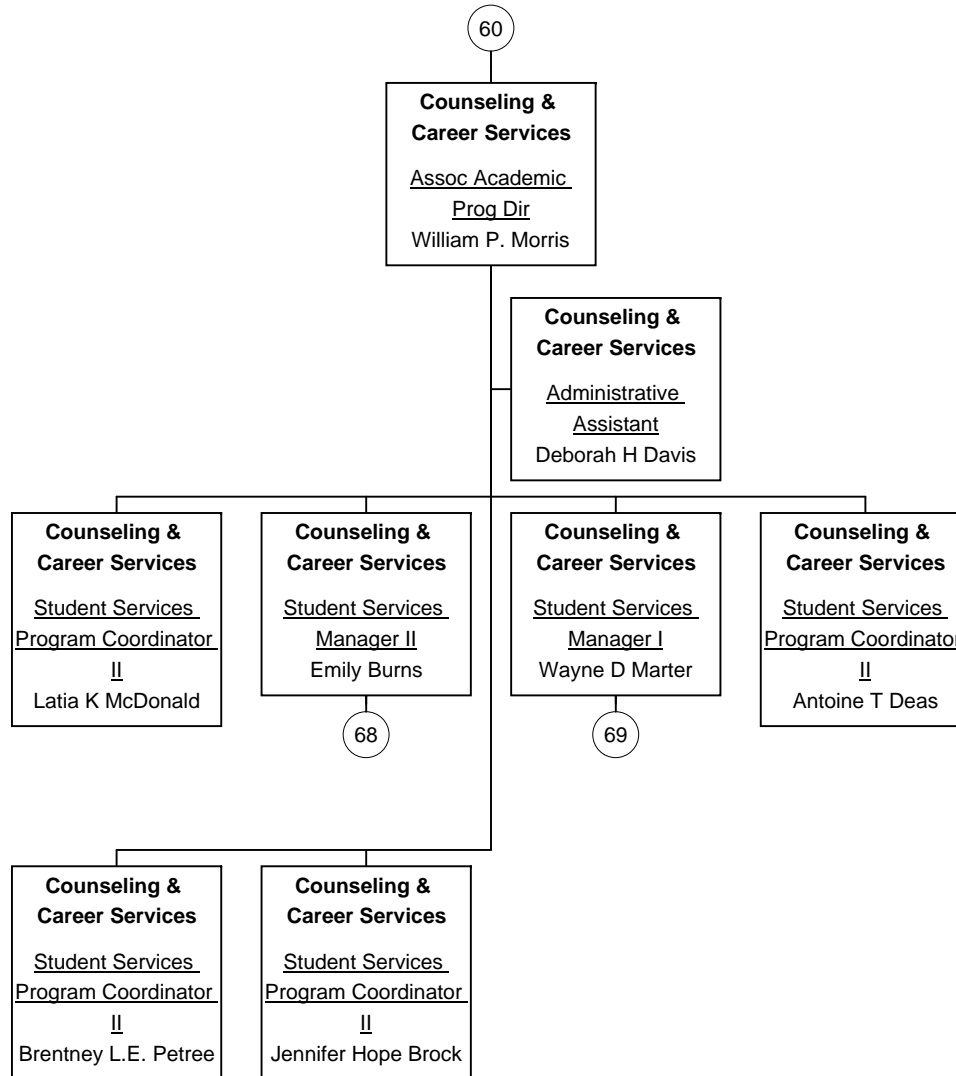 60
Counseling &
Career Services
Assoc Academic
Prog Dir
William P. Morris
Counseling &
Career Services
Administrative
Assistant
Deborah H Davis
Counseling &
Career Services
Student Services
Program Coordinator
II
Latia K McDonald
Counseling &
Career Services
Student Services
Manager II
Emily Burns
68
Counseling &
Career Services
Student Services
Manager I
Wayne D Marter
69
Counseling &
Career Services
Student Services
Program Coordinator
II
Antoine T Deas
Counseling &
Career Services
Student Services
Program Coordinator
II
Brentney L.E. Petree
Counseling &
Career Services
Student Services
Program Coordinator
II
Jennifer Hope Brock